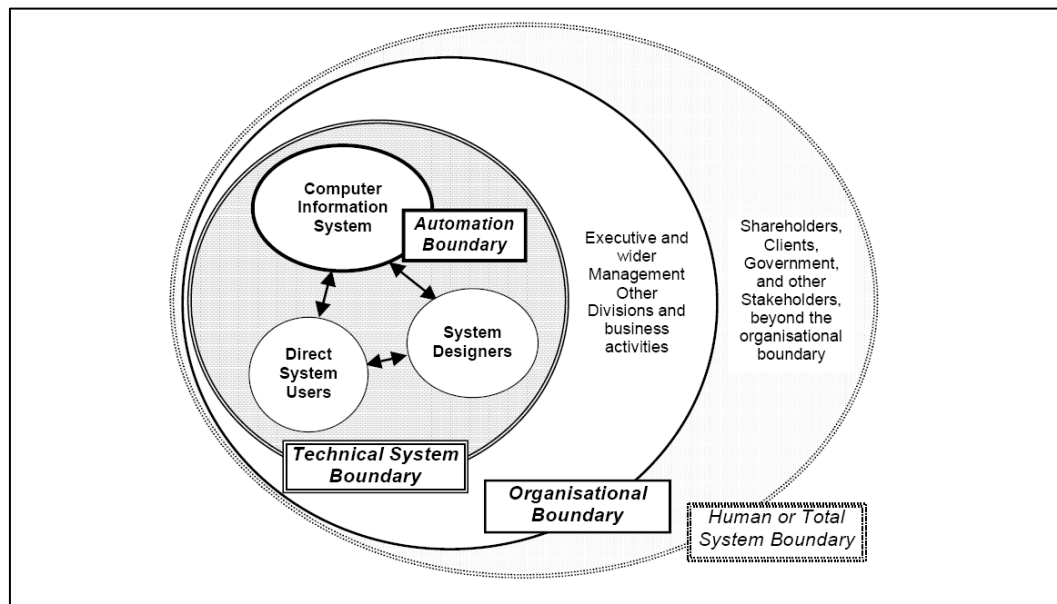 Computer
Information
System
Automation
Boundary
Direct
System
Users
System
Designers
Technical System
Boundary
Executive and
wider
Management
Other
Divisions and
business
activities
Organisational
Boundary
Shareholders,
Clients,
Government,
and other
Stakeholders,
beyond the
organisational
boundary
Human or Total
System Boundary